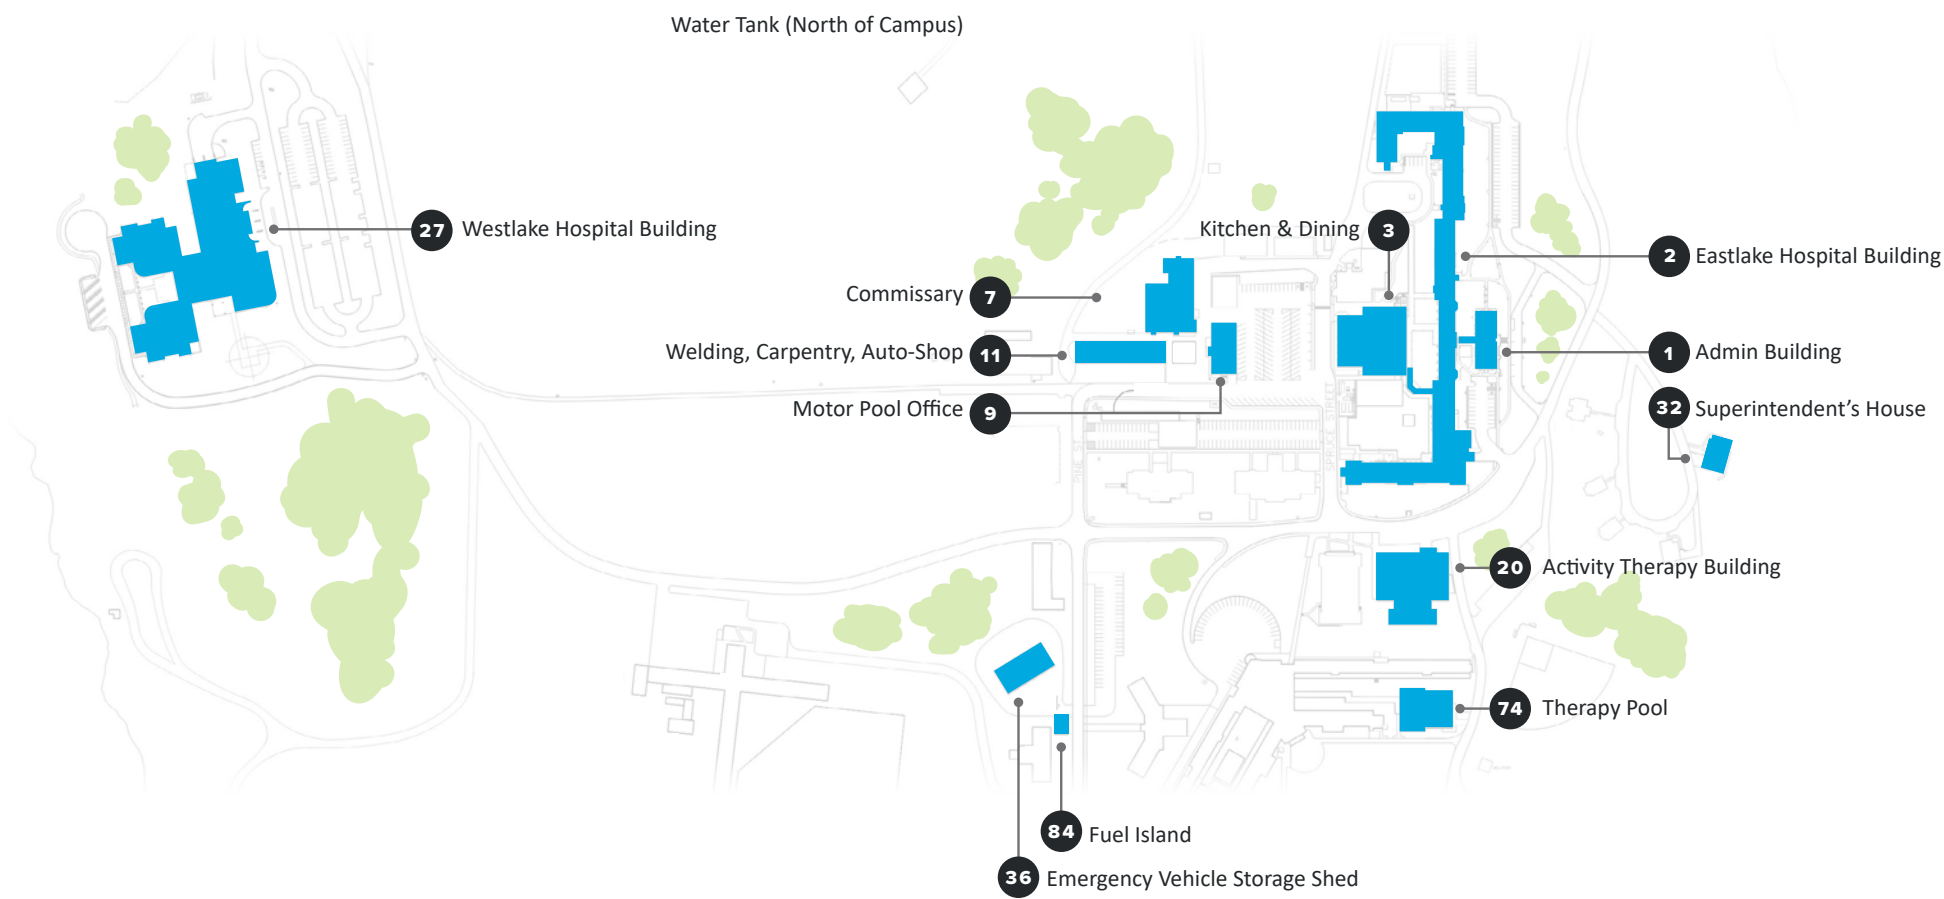 Water Tank (North of Campus)
27 Westlake Hospital Building
Kitchen & Dining 3
2 Eastlake Hospital Building
Commissary 7
Welding, Carpentry, Auto-Shop 11
1 Admin Building
Motor Pool Office 9
32 Superintendent's House
SPRUCE STREET
20 Activity Therapy Building
74 Therapy Pool
84 Fuel Island
36 Emergency Vehicle Storage Shed